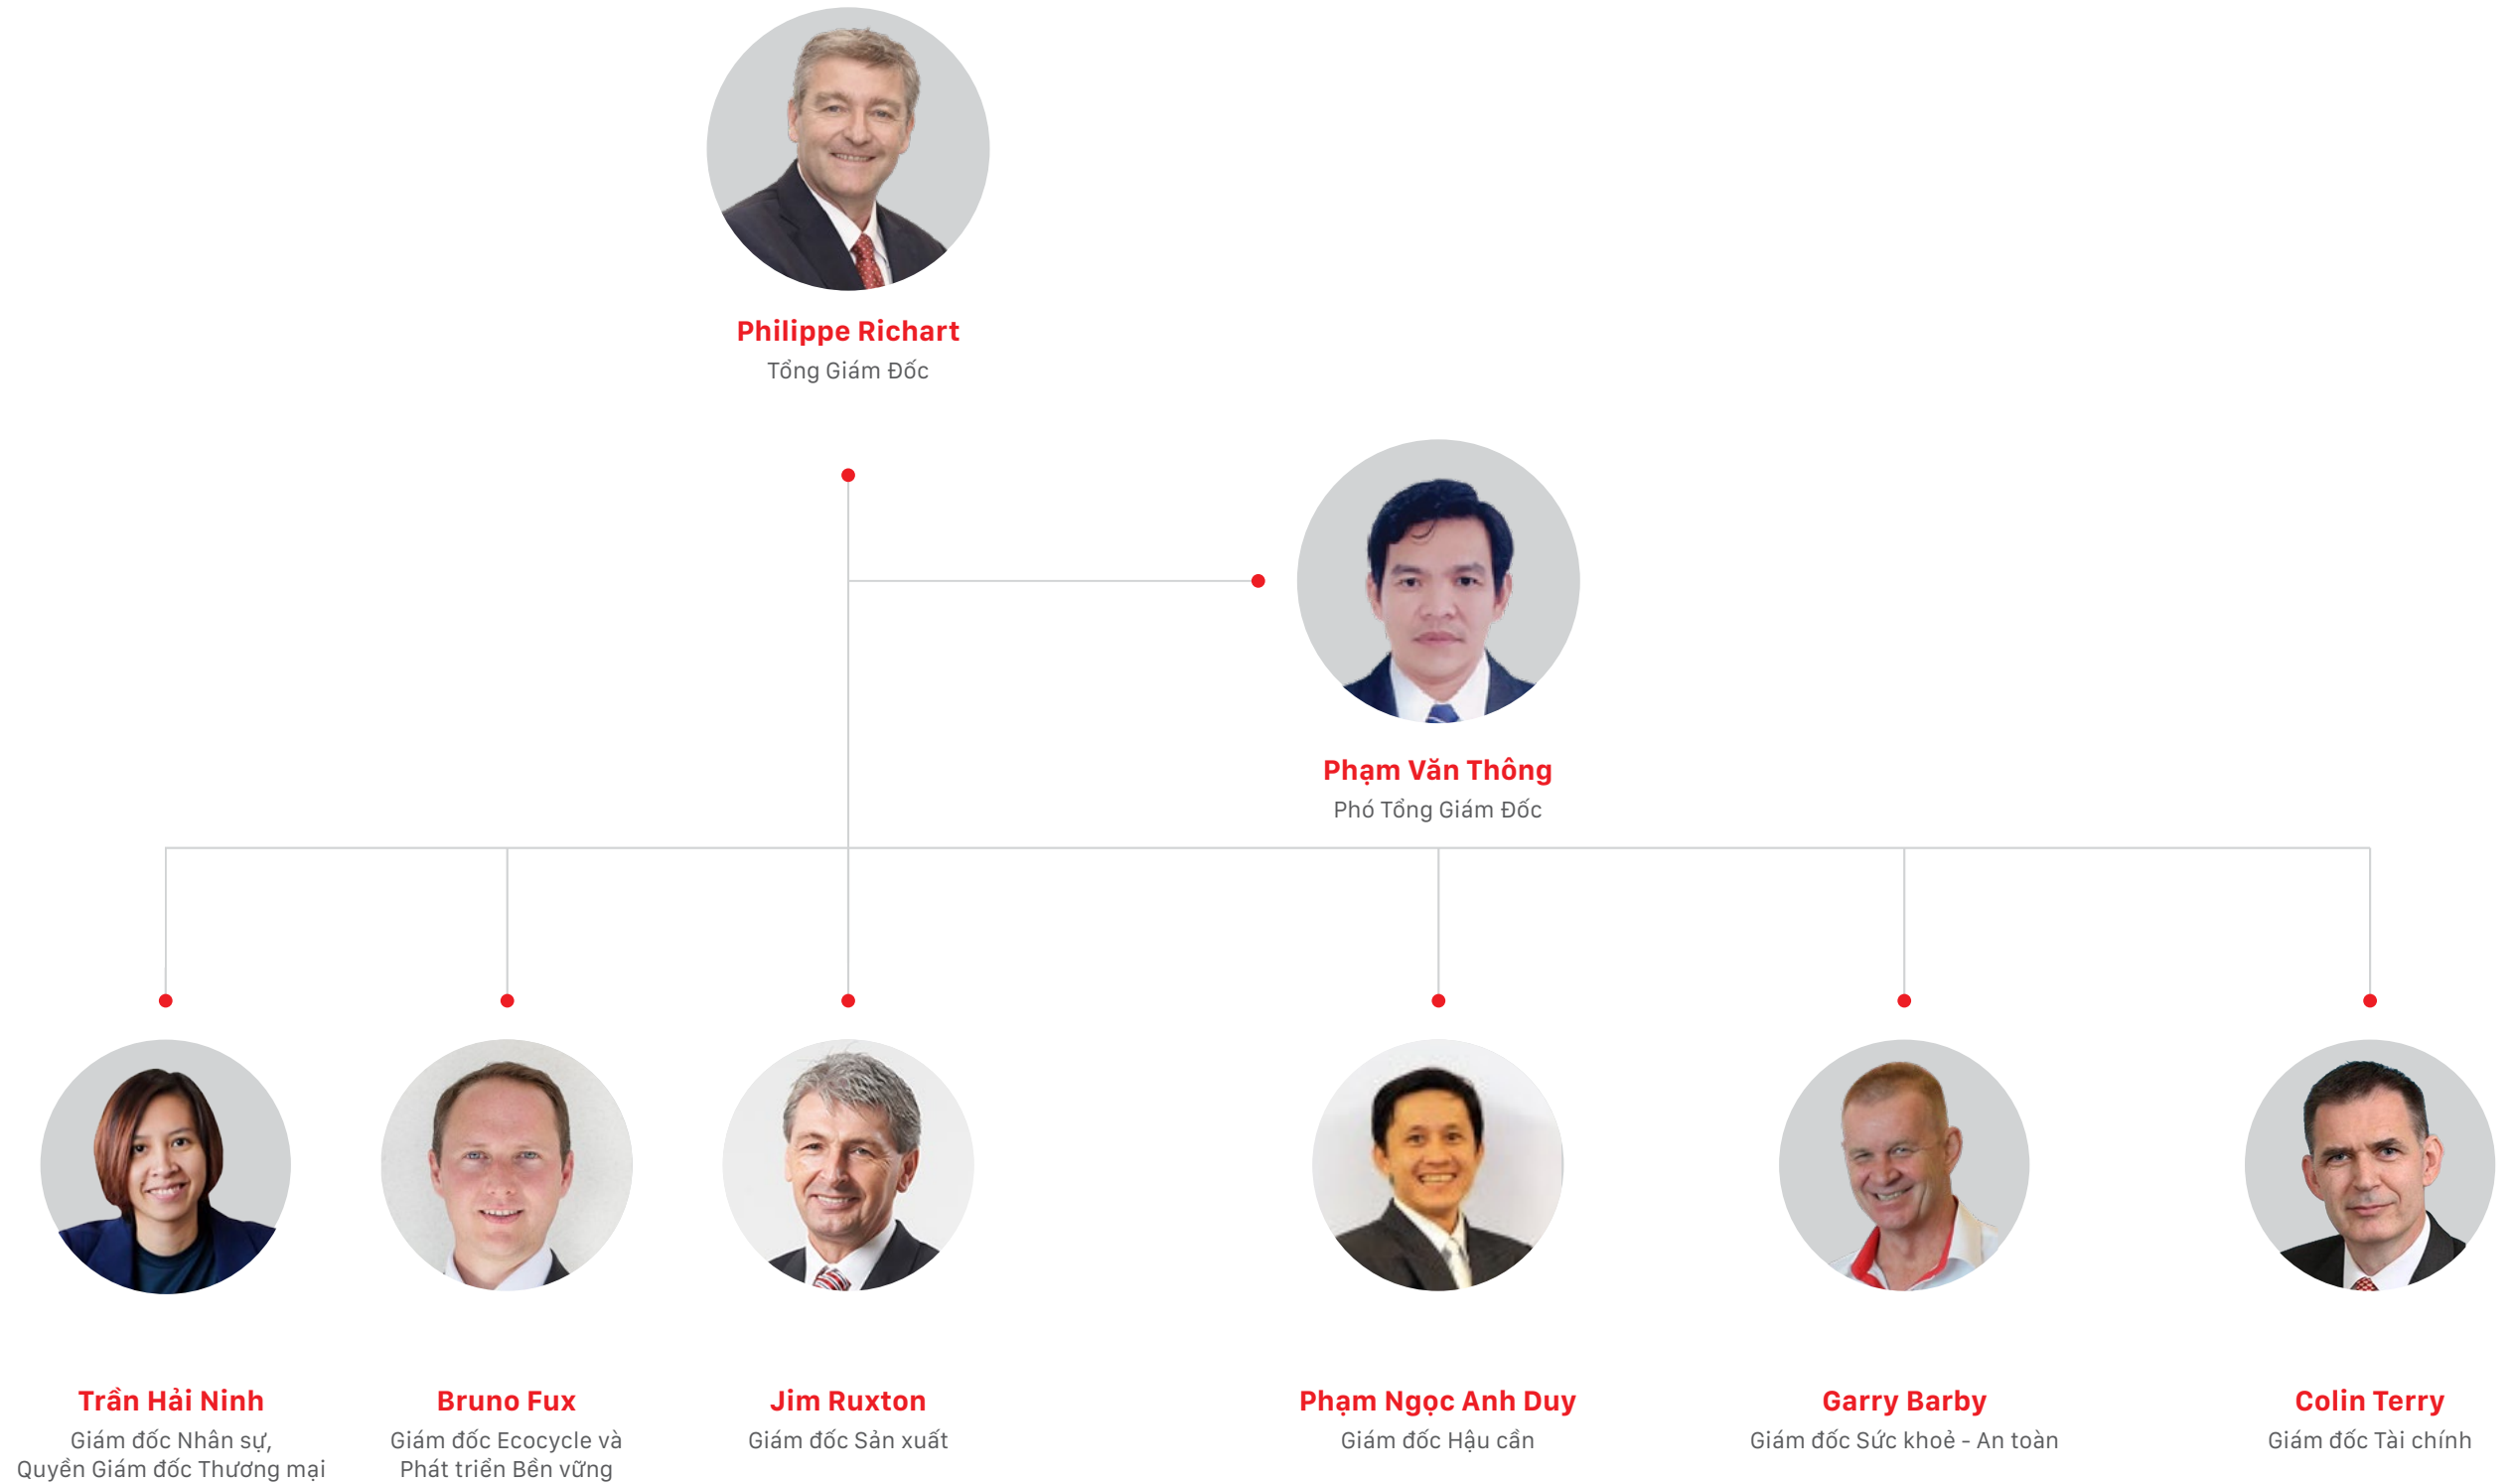 Philippe Richart
Tổng Giám Đốc
Phạm Văn Thông
Phó Tổng Giám Đốc
Trần Hải Ninh
Giám đốc Nhân sự,
Quyền Giám đốc Thương mại
Bruno Fux
Giám đốc Ecocycle và
Phát triển Bền vững
Jim Ruxton
Giám đốc Sản xuất
Phạm Ngọc Anh Duy
Giám đốc Hậu cần
Garry Barby
Giám đốc Sức khoẻ - An toàn
Colin Terry
Giám đốc Tài chính